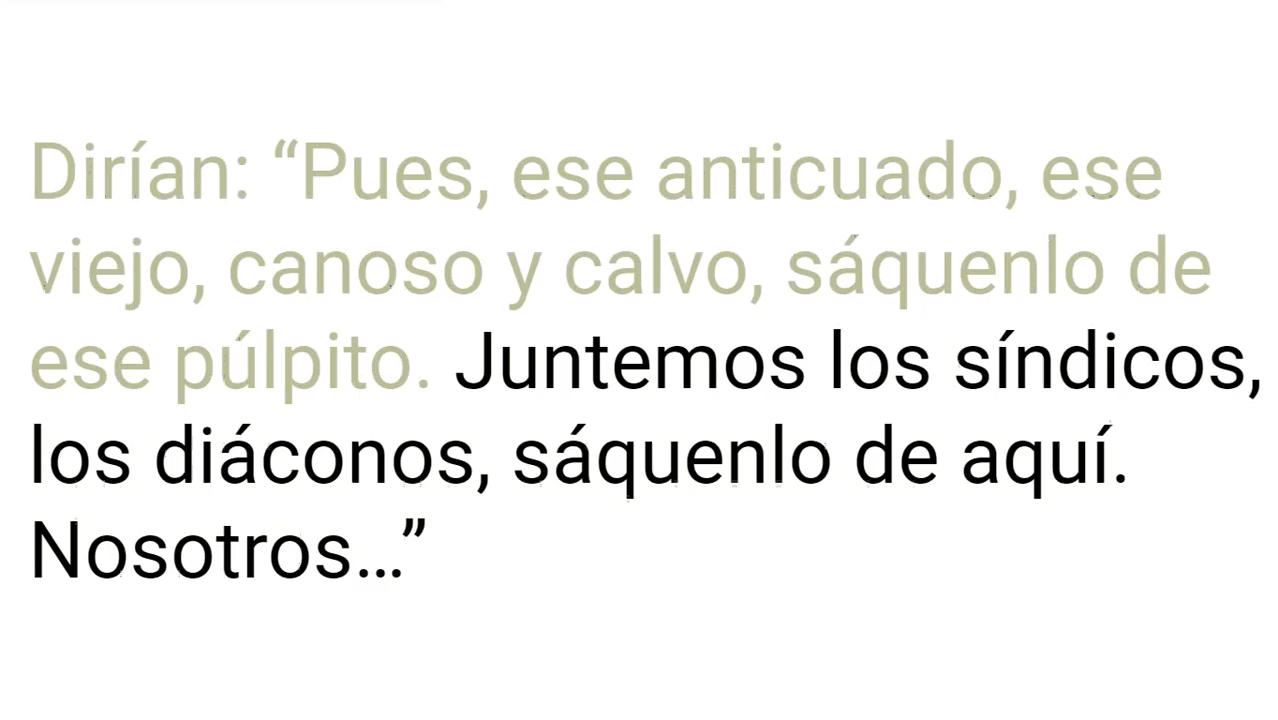 Dirían: “Pues, ese anticuado, ese
viejo, canoso y calvo, sáquenlo de
ese púlpito. Juntemos los síndicos,
los diáconos, sáquenlo de aquí.
Nosotros…”